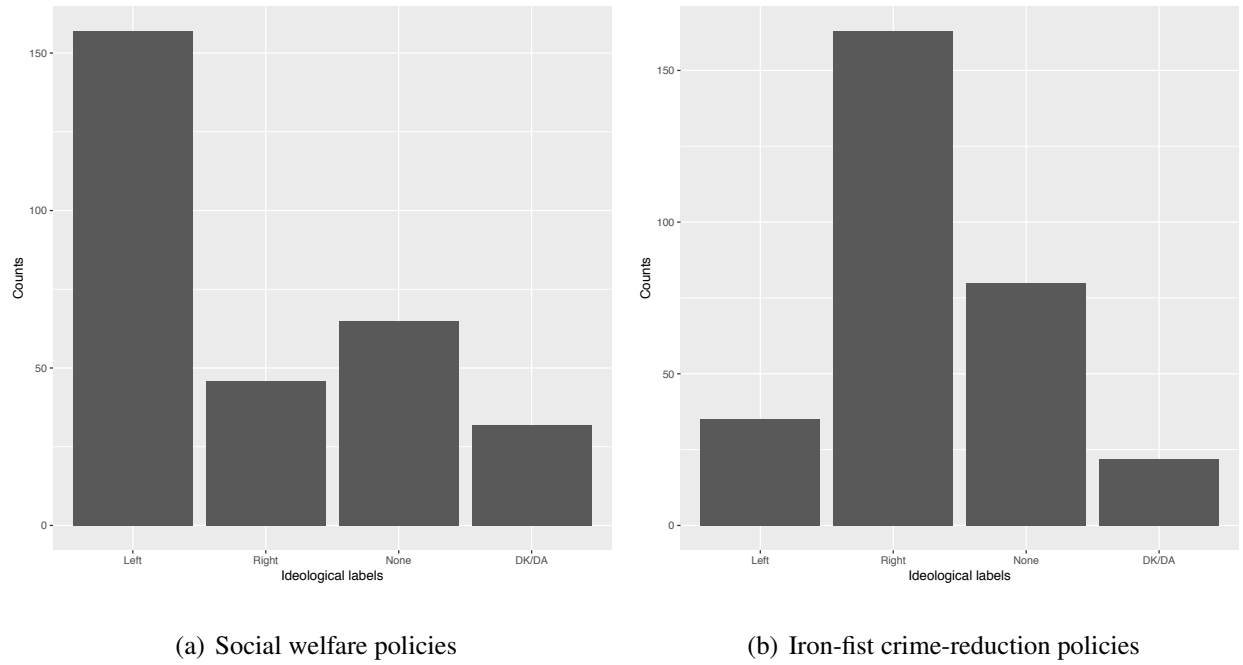 150
100
50
0
Counts
Left
Right
None
DK/DA
Ideological labels
(a) Social welfare policies
150
100
50
0
Counts
Left
Right
None
DK/DA
Ideological labels
(b) Iron-fist crime-reduction policies